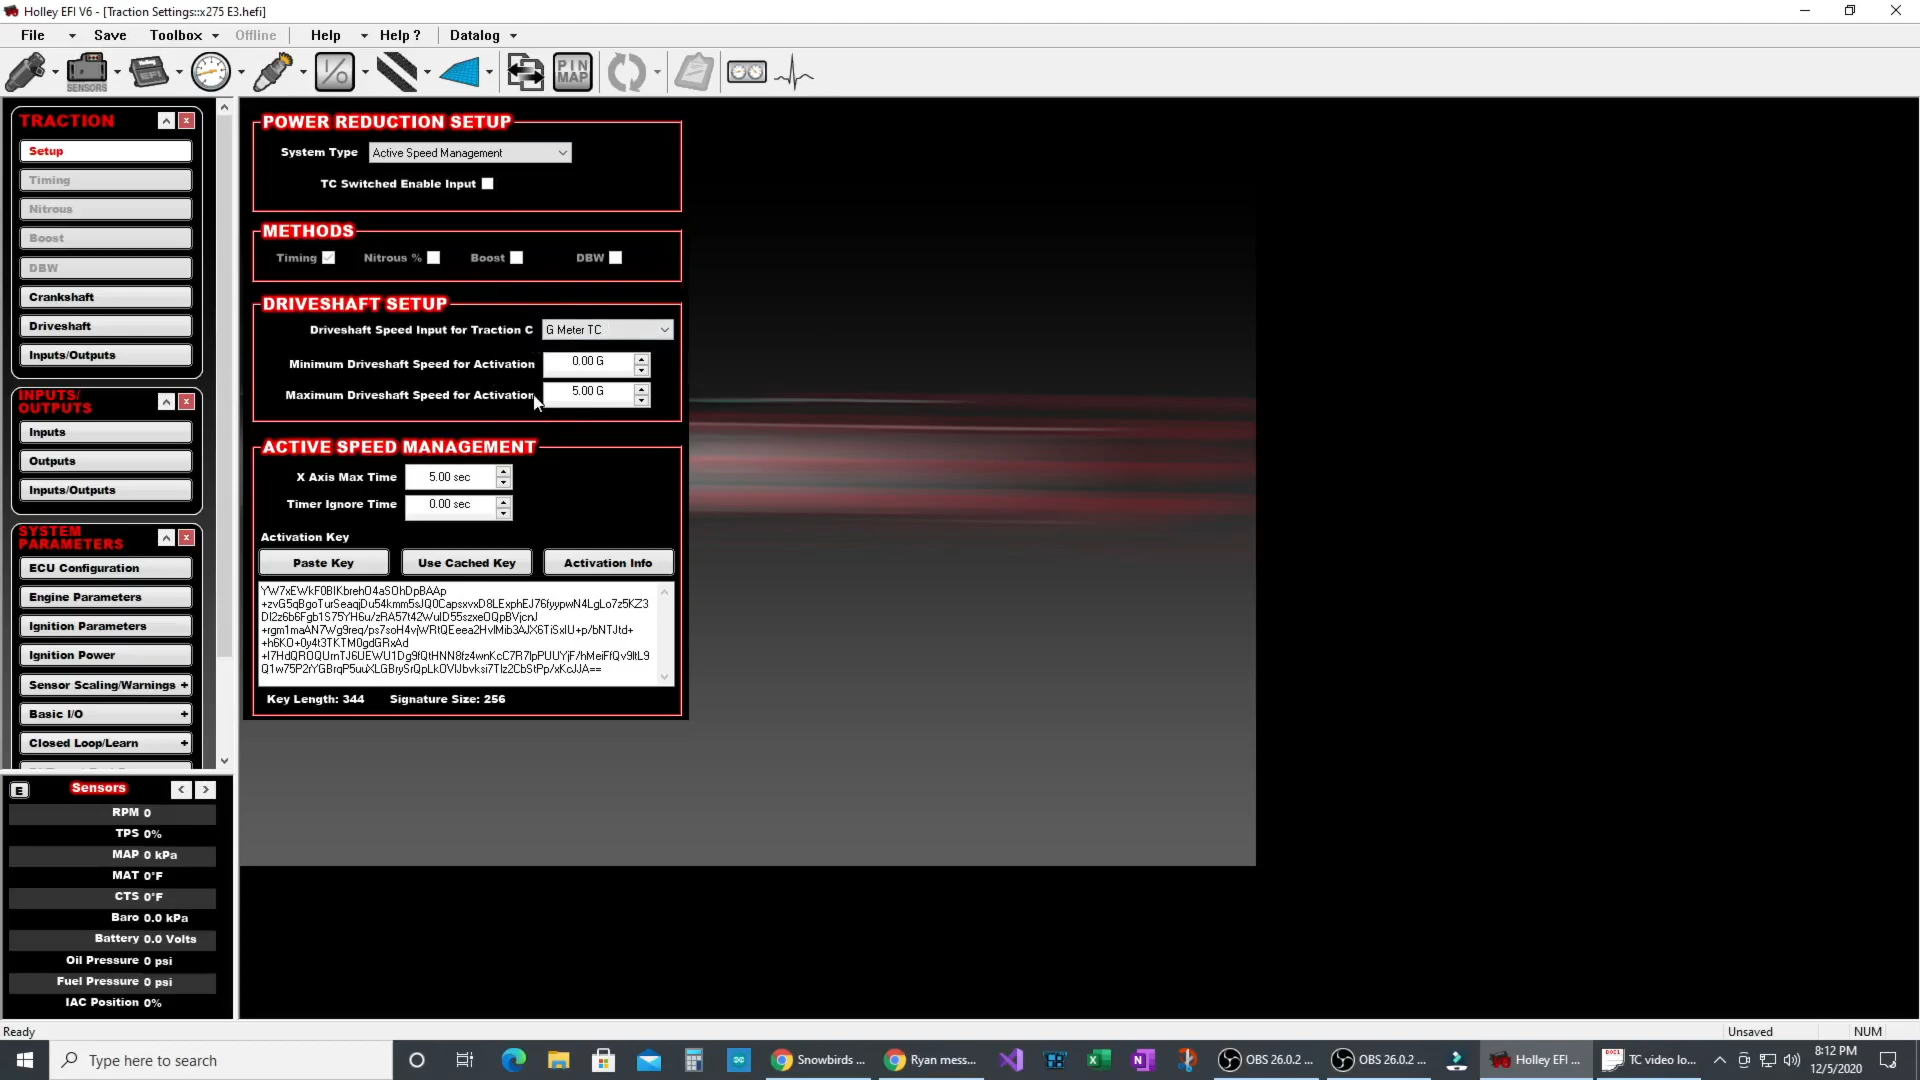 Holley EFI V6 - [Traction Settings::x275 E3.hefi]
File Save Toolbox Offline Help Help ? Datalog
SENSORS
Holley EFI
I/O
PIN MAP
TRACTION
Setup
Timing
Nitrous
Boost
DBW
Crankshaft
Driveshaft
Inputs/Outputs
INPUTS/
OUTPUTS
Inputs
Outputs
Inputs/Outputs
SYSTEM
PARAMETERS
ECU Configuration
Engine Parameters
Ignition Parameters
Ignition Power
Sensor Scaling/Warnings +
Basic I/O +
Closed Loop/Learn +
E Sensors < >
RPM 0
TPS 0%
MAP 0 kPa
MAT 0°F
CTS 0°F
Baro 0.0 kPa
Battery 0.0 Volts
Oil Pressure 0 psi
Fuel Pressure 0 psi
IAC Position 0%
POWER REDUCTION SETUP
System Type Active Speed Management
TC Switched Enable Input
METHODS
Timing Nitrous % Boost DBW
DRIVESHAFT SETUP
Driveshaft Speed Input for Traction C G Meter TC
Minimum Driveshaft Speed for Activation 0.00 G
Maximum Driveshaft Speed for Activation 5.00 G
ACTIVE SPEED MANAGEMENT
X Axis Max Time 5.00 sec
Timer Ignore Time 0.00 sec
Activation Key
Paste Key Use Cached Key Activation Info
Key Length: 344 Signature Size: 256
Ready Unsaved NUM
Type here to search
Snowbirds ...
Ryan mess...
OBS 26.0.2 ...
OBS 26.0.2 ...
Holley EFI ...
TC video lo...
8:12 PM
12/5/2020